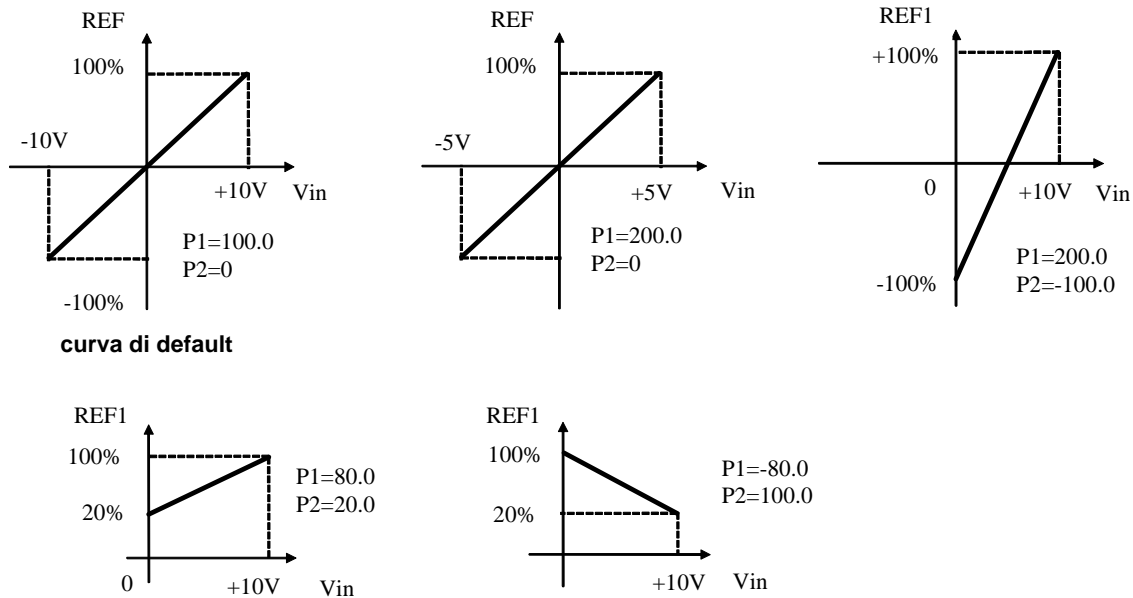 REF
100%
-10V
+10V
Vin
P1=100.0
P2=0
-100%
curva di default
REF
100%
-5V
+5V
Vin
P1=200.0
P2=0
REF1
+100%
0
+10V
Vin
P1=200.0
P2=-100.0
-100%
REF1
100%
20%
P1=80.0
P2=20.0
0
+10V
Vin
REF1
100%
20%
P1=-80.0
P2=100.0
+10V
Vin